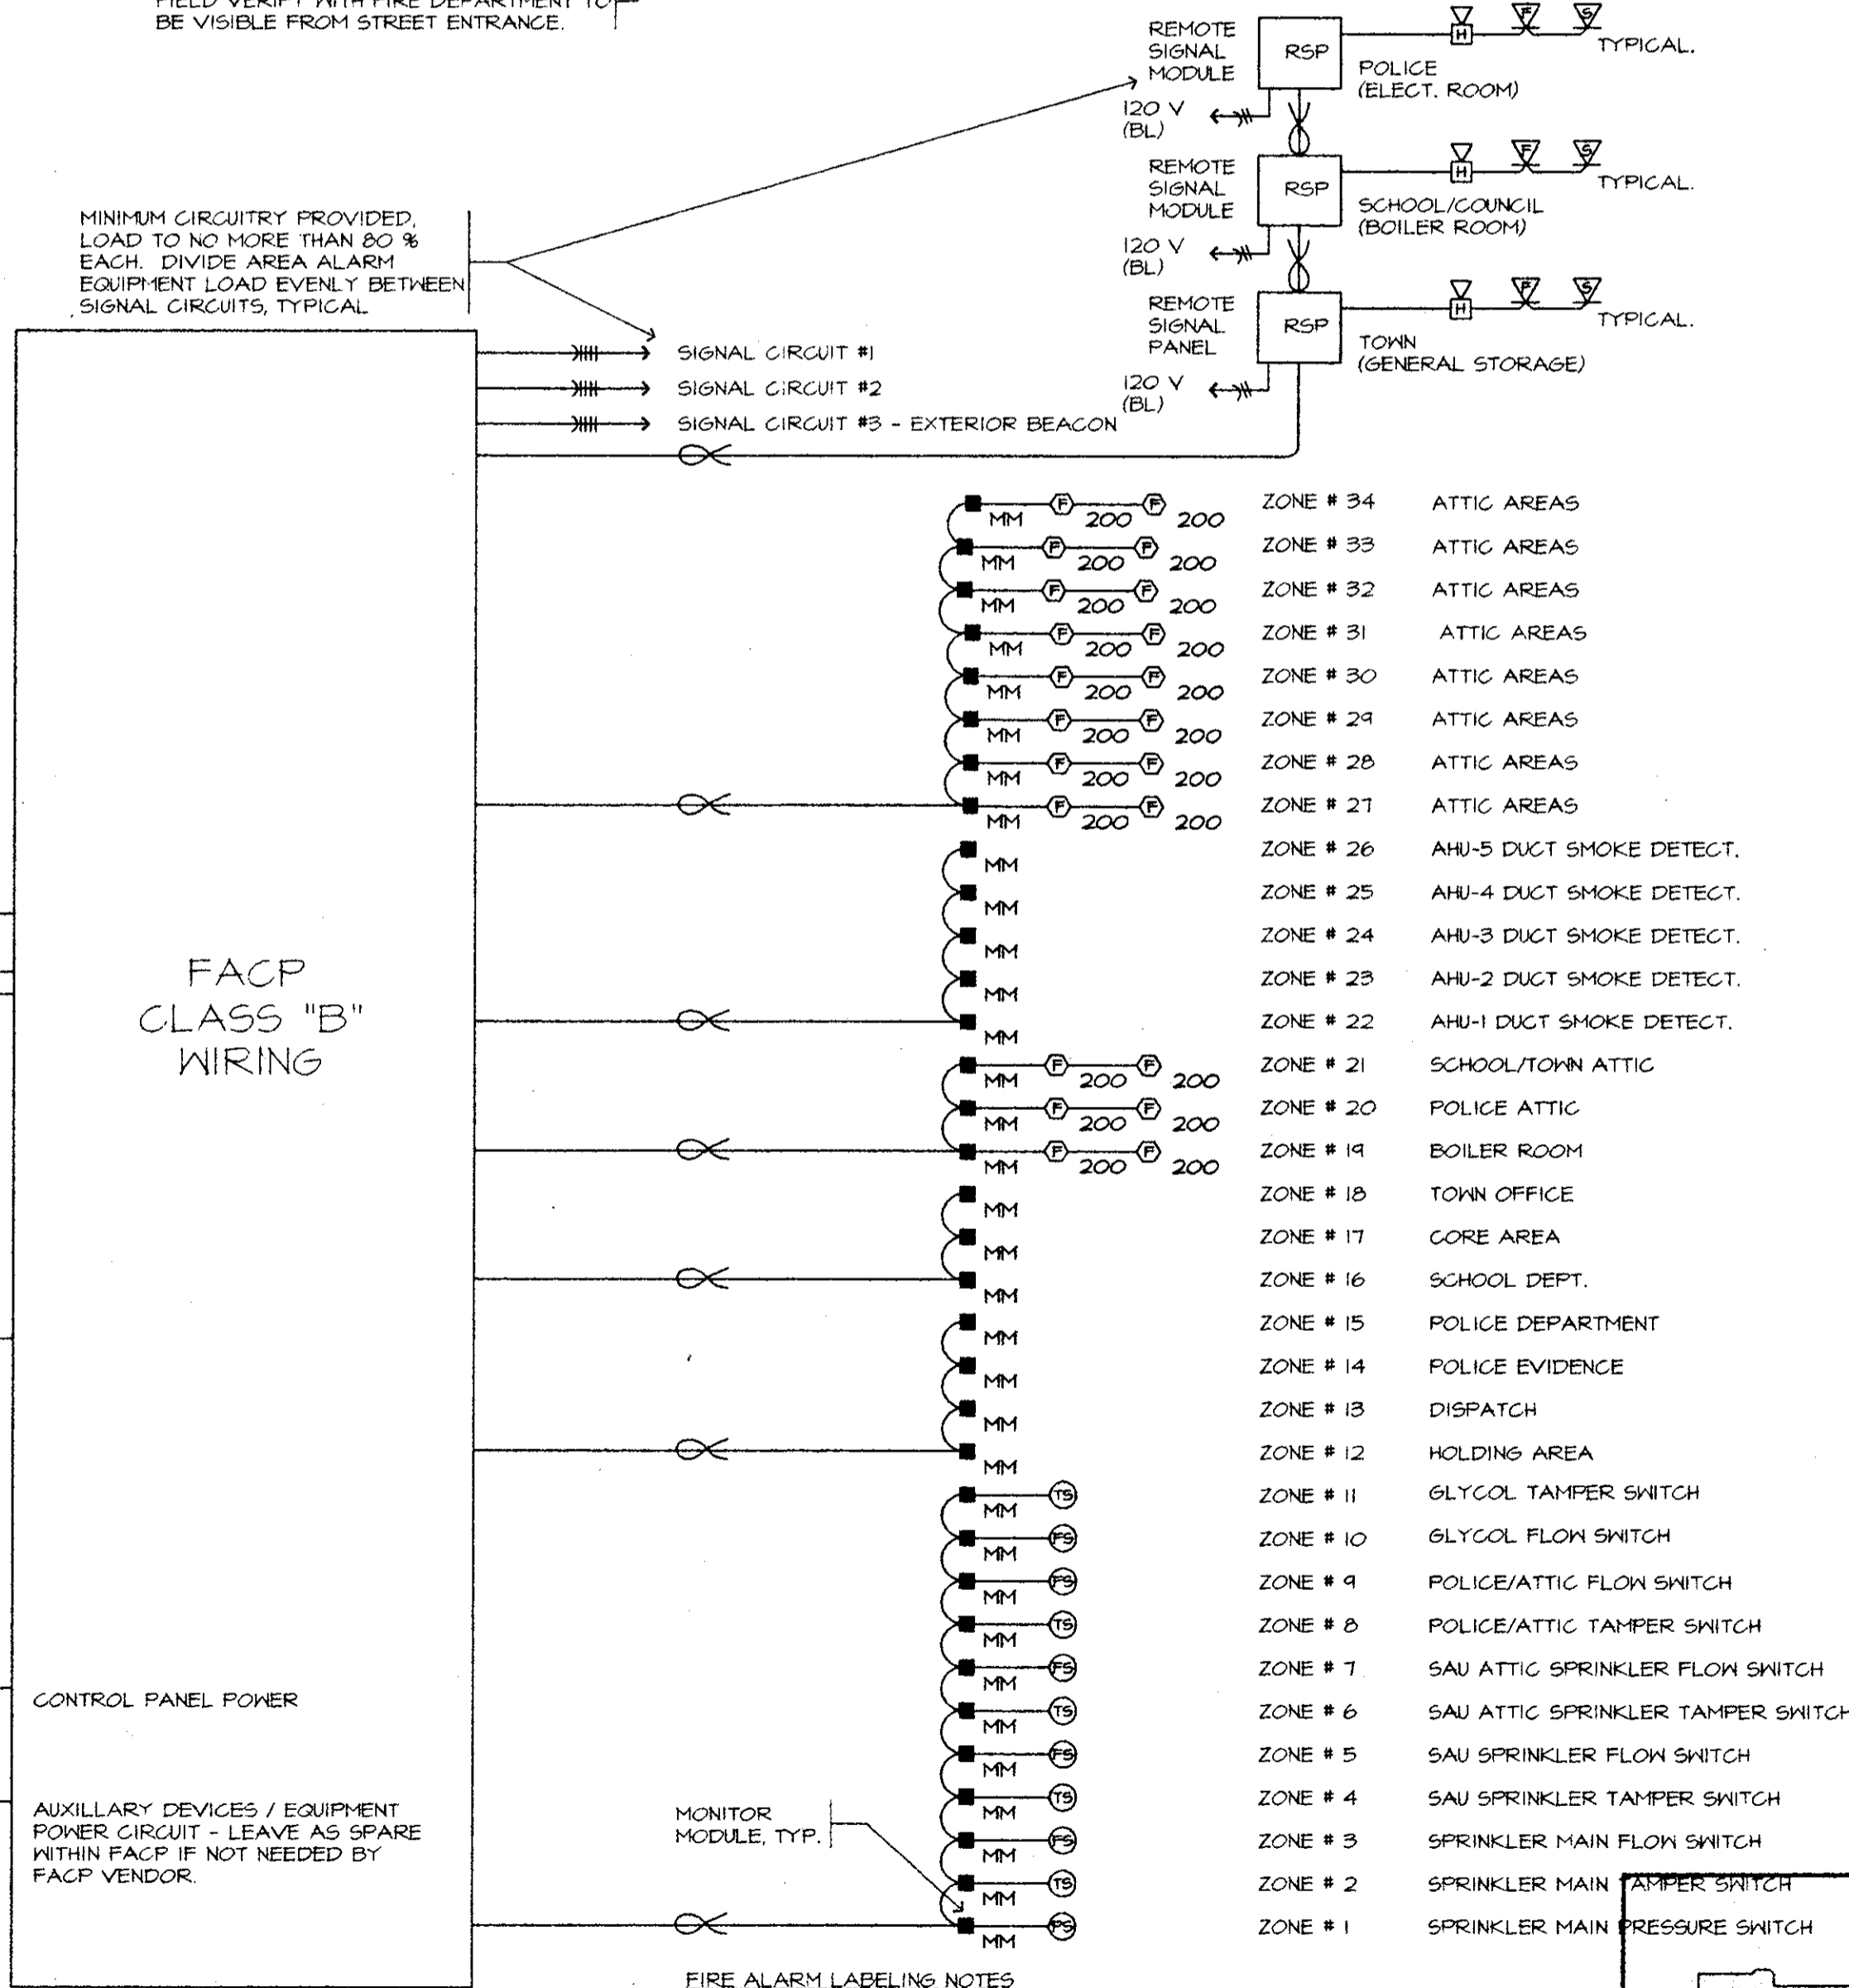 FIELD VERIFY WITH FIRE DEPARTMENT TO
BE VISIBLE FROM STREET ENTRANCE.
REMOTE
SIGNAL
MODULE
RSP
H F S
TYPICAL.
POLICE
(ELECT. ROOM)
120 V
(BL)
REMOTE
SIGNAL
MODULE
RSP
H F S
TYPICAL.
SCHOOL/COUNCIL
(BOILER ROOM)
120 V
(BL)
REMOTE
SIGNAL
PANEL
RSP
H F S
TYPICAL.
TOWN
(GENERAL STORAGE)
120 V
(BL)
MINIMUM CIRCUITRY PROVIDED,
LOAD TO NO MORE THAN 80 %
EACH. DIVIDE AREA ALARM
EQUIPMENT LOAD EVENLY BETWEEN
SIGNAL CIRCUITS, TYPICAL
SIGNAL CIRCUIT #1
SIGNAL CIRCUIT #2
SIGNAL CIRCUIT #3 - EXTERIOR BEACON
MM F 200 F 200 ZONE # 34 ATTIC AREAS
MM F 200 F 200 ZONE # 33 ATTIC AREAS
MM F 200 F 200 ZONE # 32 ATTIC AREAS
MM F 200 F 200 ZONE # 31 ATTIC AREAS
MM F 200 F 200 ZONE # 30 ATTIC AREAS
MM F 200 F 200 ZONE # 29 ATTIC AREAS
MM F 200 F 200 ZONE # 28 ATTIC AREAS
MM F 200 F 200 ZONE # 27 ATTIC AREAS
MM ZONE # 26 AHU-5 DUCT SMOKE DETECT.
MM ZONE # 25 AHU-4 DUCT SMOKE DETECT.
MM ZONE # 24 AHU-3 DUCT SMOKE DETECT.
MM ZONE # 23 AHU-2 DUCT SMOKE DETECT.
MM ZONE # 22 AHU-1 DUCT SMOKE DETECT.
MM F 200 F 200 ZONE # 21 SCHOOL/TOWN ATTIC
MM F 200 F 200 ZONE # 20 POLICE ATTIC
MM F 200 F 200 ZONE # 19 BOILER ROOM
MM ZONE # 18 TOWN OFFICE
MM ZONE # 17 CORE AREA
MM ZONE # 16 SCHOOL DEPT.
MM ZONE # 15 POLICE DEPARTMENT
MM ZONE # 14 POLICE EVIDENCE
MM ZONE # 13 DISPATCH
MM ZONE # 12 HOLDING AREA
MM TS ZONE # 11 GLYCOL TAMPER SWITCH
MM FS ZONE # 10 GLYCOL FLOW SWITCH
MM FS ZONE # 9 POLICE/ATTIC FLOW SWITCH
MM TS ZONE # 8 POLICE/ATTIC TAMPER SWITCH
MM FS ZONE # 7 SAU ATTIC SPRINKLER FLOW SWITCH
MM TS ZONE # 6 SAU ATTIC SPRINKLER TAMPER SWITCH
MM FS ZONE # 5 SAU SPRINKLER FLOW SWITCH
MM TS ZONE # 4 SAU SPRINKLER TAMPER SWITCH
MM FS ZONE # 3 SPRINKLER MAIN FLOW SWITCH
MM TS ZONE # 2 SPRINKLER MAIN TAMPER SWITCH
MM PS ZONE # 1 SPRINKLER MAIN PRESSURE SWITCH
FACP
CLASS "B"
WIRING
CONTROL PANEL POWER
AUXILLARY DEVICES / EQUIPMENT
POWER CIRCUIT - LEAVE AS SPARE
WITHIN FACP IF NOT NEEDED BY
FACP VENDOR.
MONITOR
MODULE, TYP.
FIRE ALARM LABELING NOTES